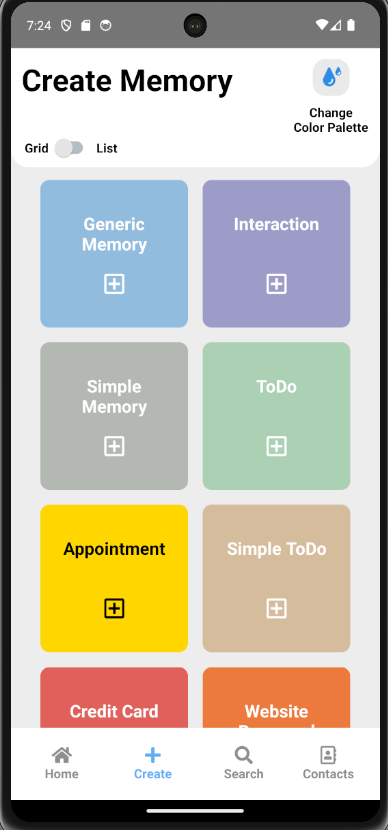 7:24
Create Memory
Change
Color Palette
Grid
List
Generic
Memory
Interaction
Simple
Memory
ToDo
Appointment
Simple ToDo
Credit Card
Website
Home
Create
Search
Contacts